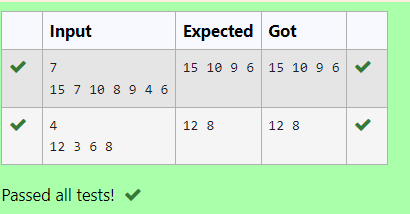 Input Expected Got
7 15 10 9 6 15 10 9 6
15 7 10 8 9 4 6
4 12 8 12 8
12 3 6 8
Passed all tests!